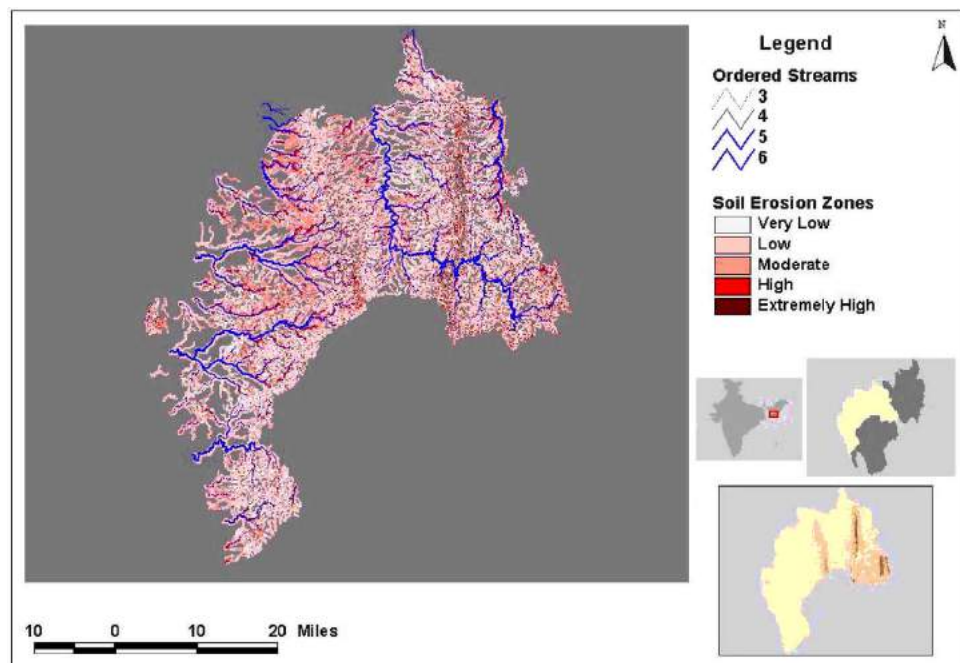 N
Legend
Ordered Streams
3
4
5
6
Soil Erosion Zones
Very Low
Low
Moderate
High
Extremely High
10 0 10 20 Miles